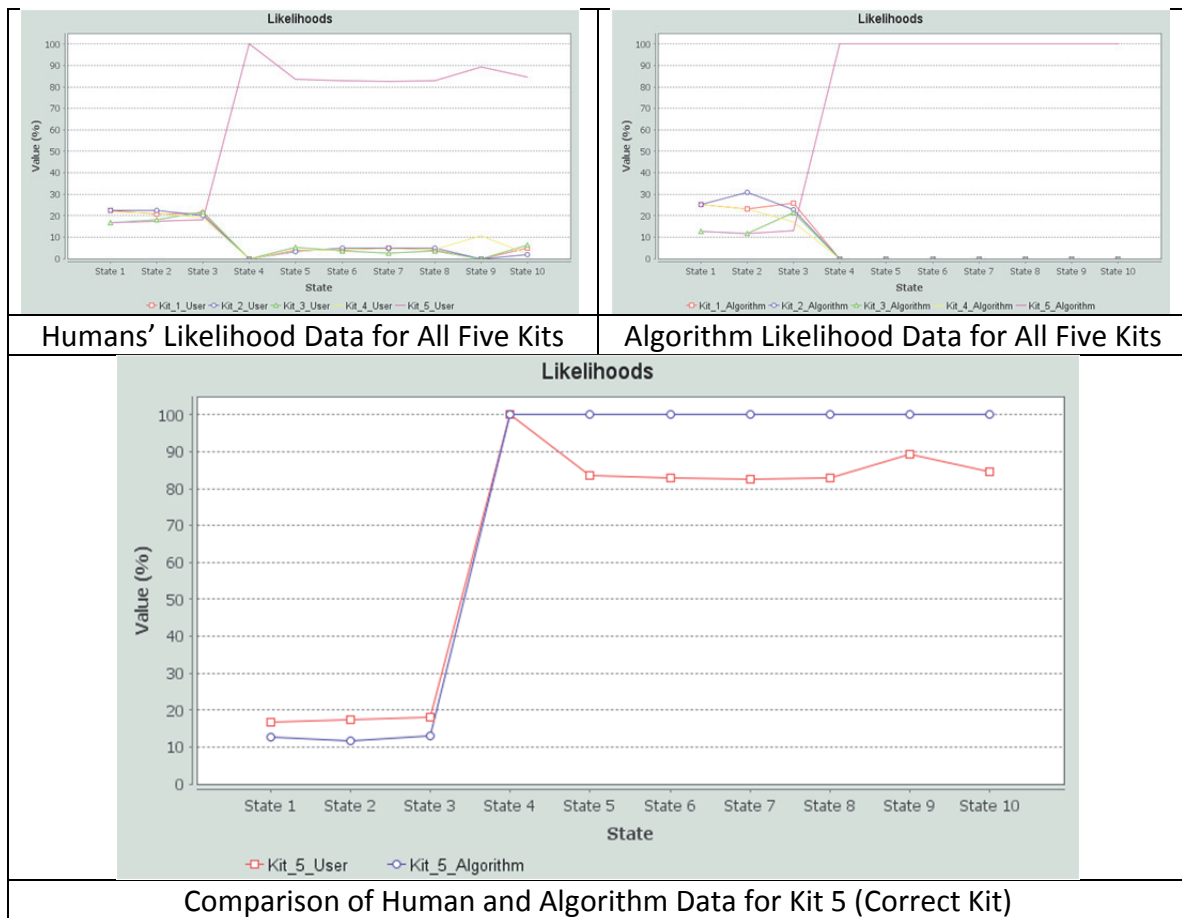 Likelihoods
Value (%)
100
90
80
70
60
50
40
30
20
10
0
State 1 State 2 State 3 State 4 State 5 State 6 State 7 State 8 State 9 State 10
State
Kit_1_User Kit_2_User Kit_3_User Kit_4_User Kit_5_User
Humans’ Likelihood Data for All Five Kits
Likelihoods
Value (%)
100
90
80
70
60
50
40
30
20
10
0
State 1 State 2 State 3 State 4 State 5 State 6 State 7 State 8 State 9 State 10
State
Kit_1_Algorithm Kit_2_Algorithm Kit_3_Algorithm Kit_4_Algorithm Kit_5_Algorithm
Algorithm Likelihood Data for All Five Kits
Likelihoods
Value (%)
100
90
80
70
60
50
40
30
20
10
0
State 1 State 2 State 3 State 4 State 5 State 6 State 7 State 8 State 9 State 10
State
Kit_5_User Kit_5_Algorithm
Comparison of Human and Algorithm Data for Kit 5 (Correct Kit)